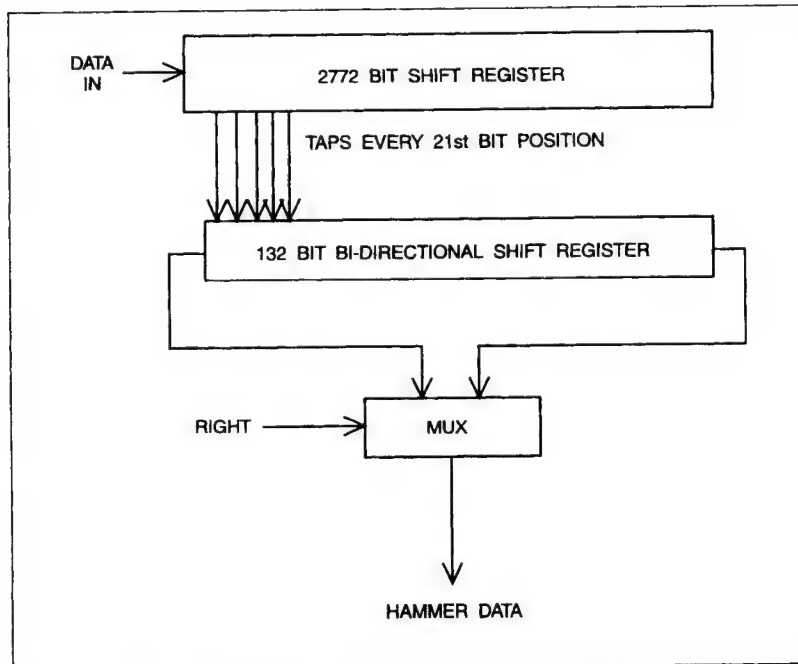 DATA
IN
2772 BIT SHIFT REGISTER
TAPS EVERY 21st BIT POSITION
132 BIT BI-DIRECTIONAL SHIFT REGISTER
RIGHT
MUX
HAMMER DATA